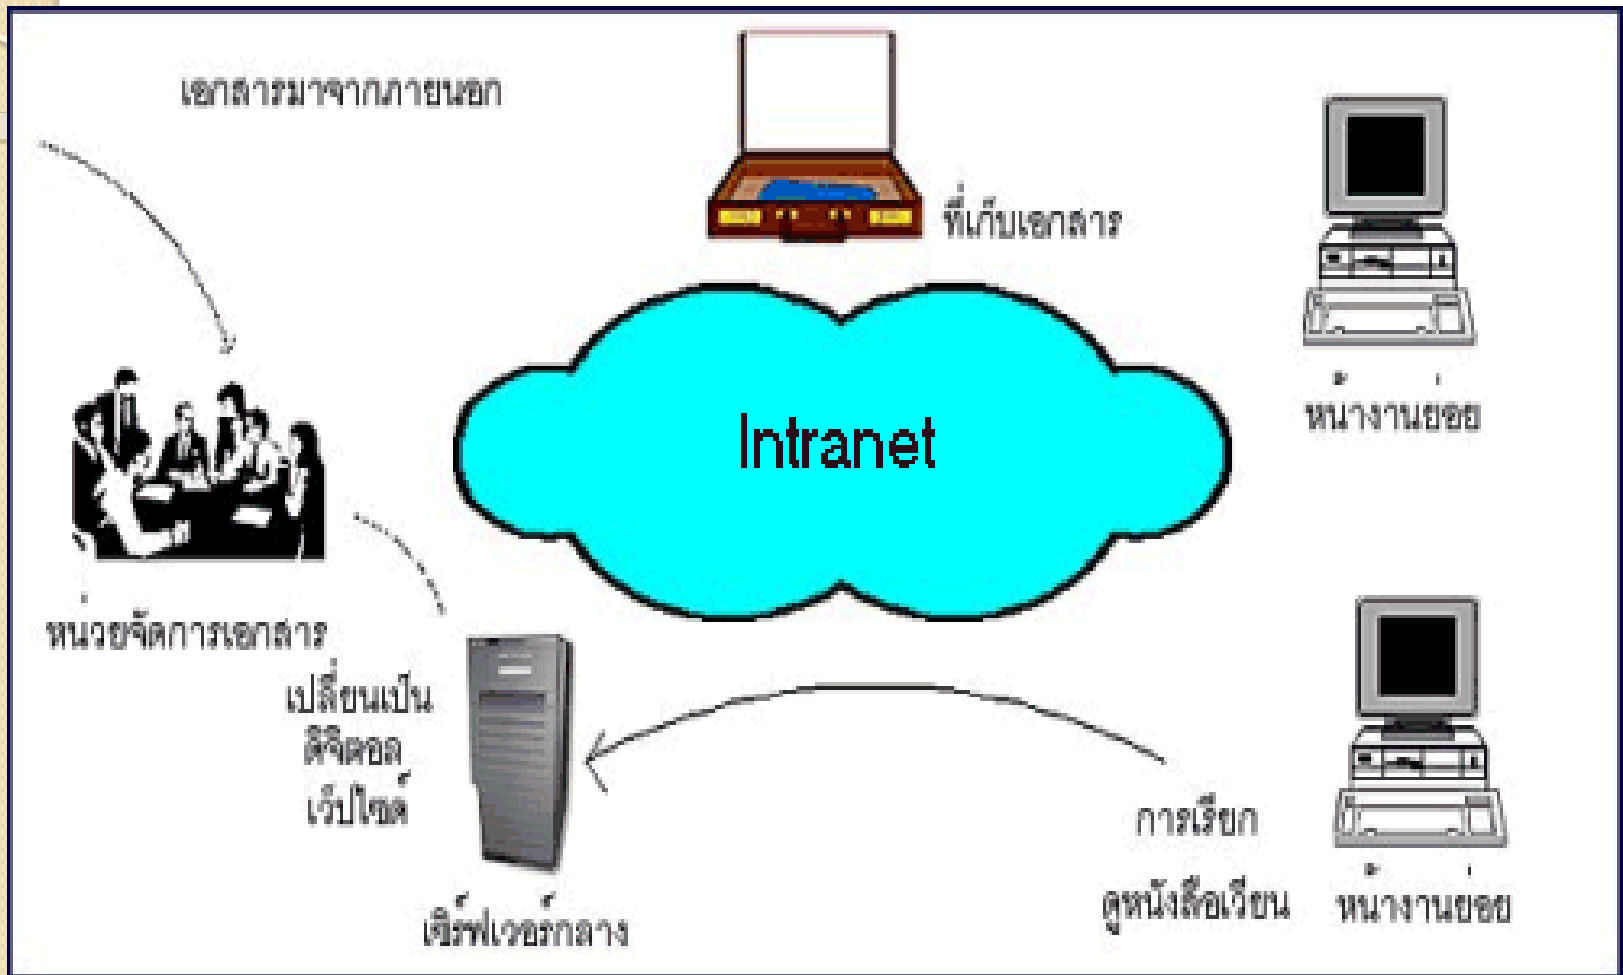 เอกสารมาจากภายนอก
ที่เก็บเอกสาร
Intranet
หน้างานย่อย
หน่วยจัดการเอกสาร
เปลี่ยนเป็น
ดิจิตอล
เว็ปไซต์
เซิร์ฟเวอร์กลาง
การเรียก
ดูหนังสือเวียน
หน้างานย่อย